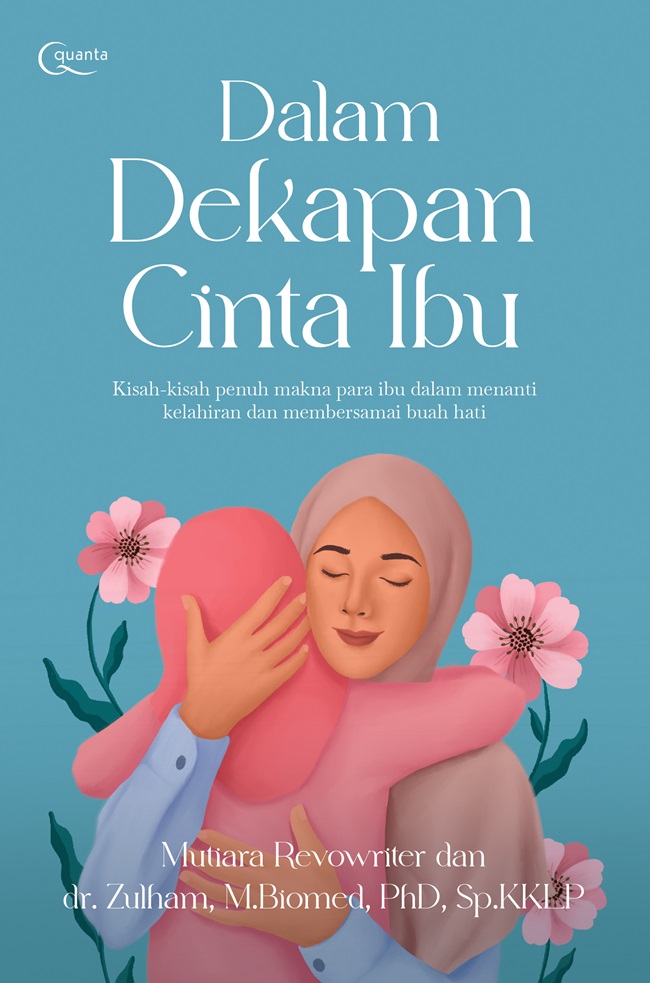 quanta
Dalam
Dekapan
Cinta Ibu
Kisah-kisah penuh makna para ibu dalam menanti
kelahiran dan membersamai buah hati
Mutiara Revowriter dan
dr. Zulham, M.Biomed, PhD, Sp.KKLP